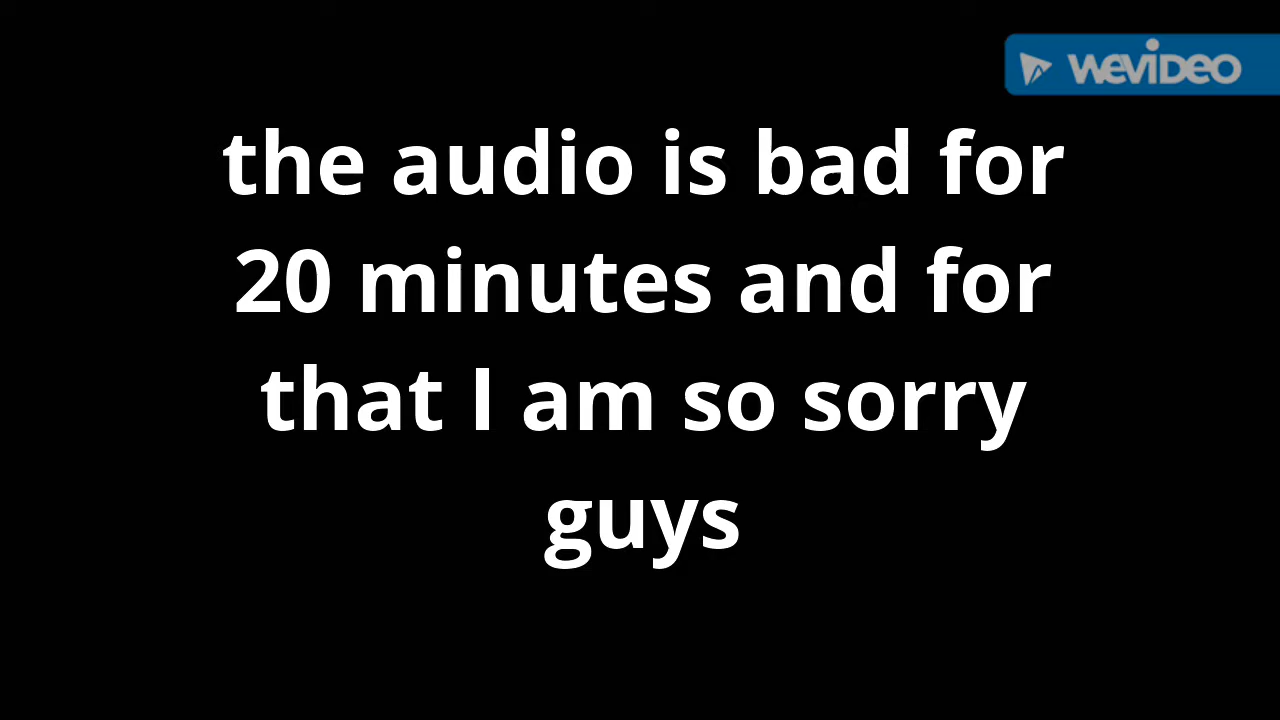 WEVIDEO
the audio is bad for
20 minutes and for
that I am so sorry
guys